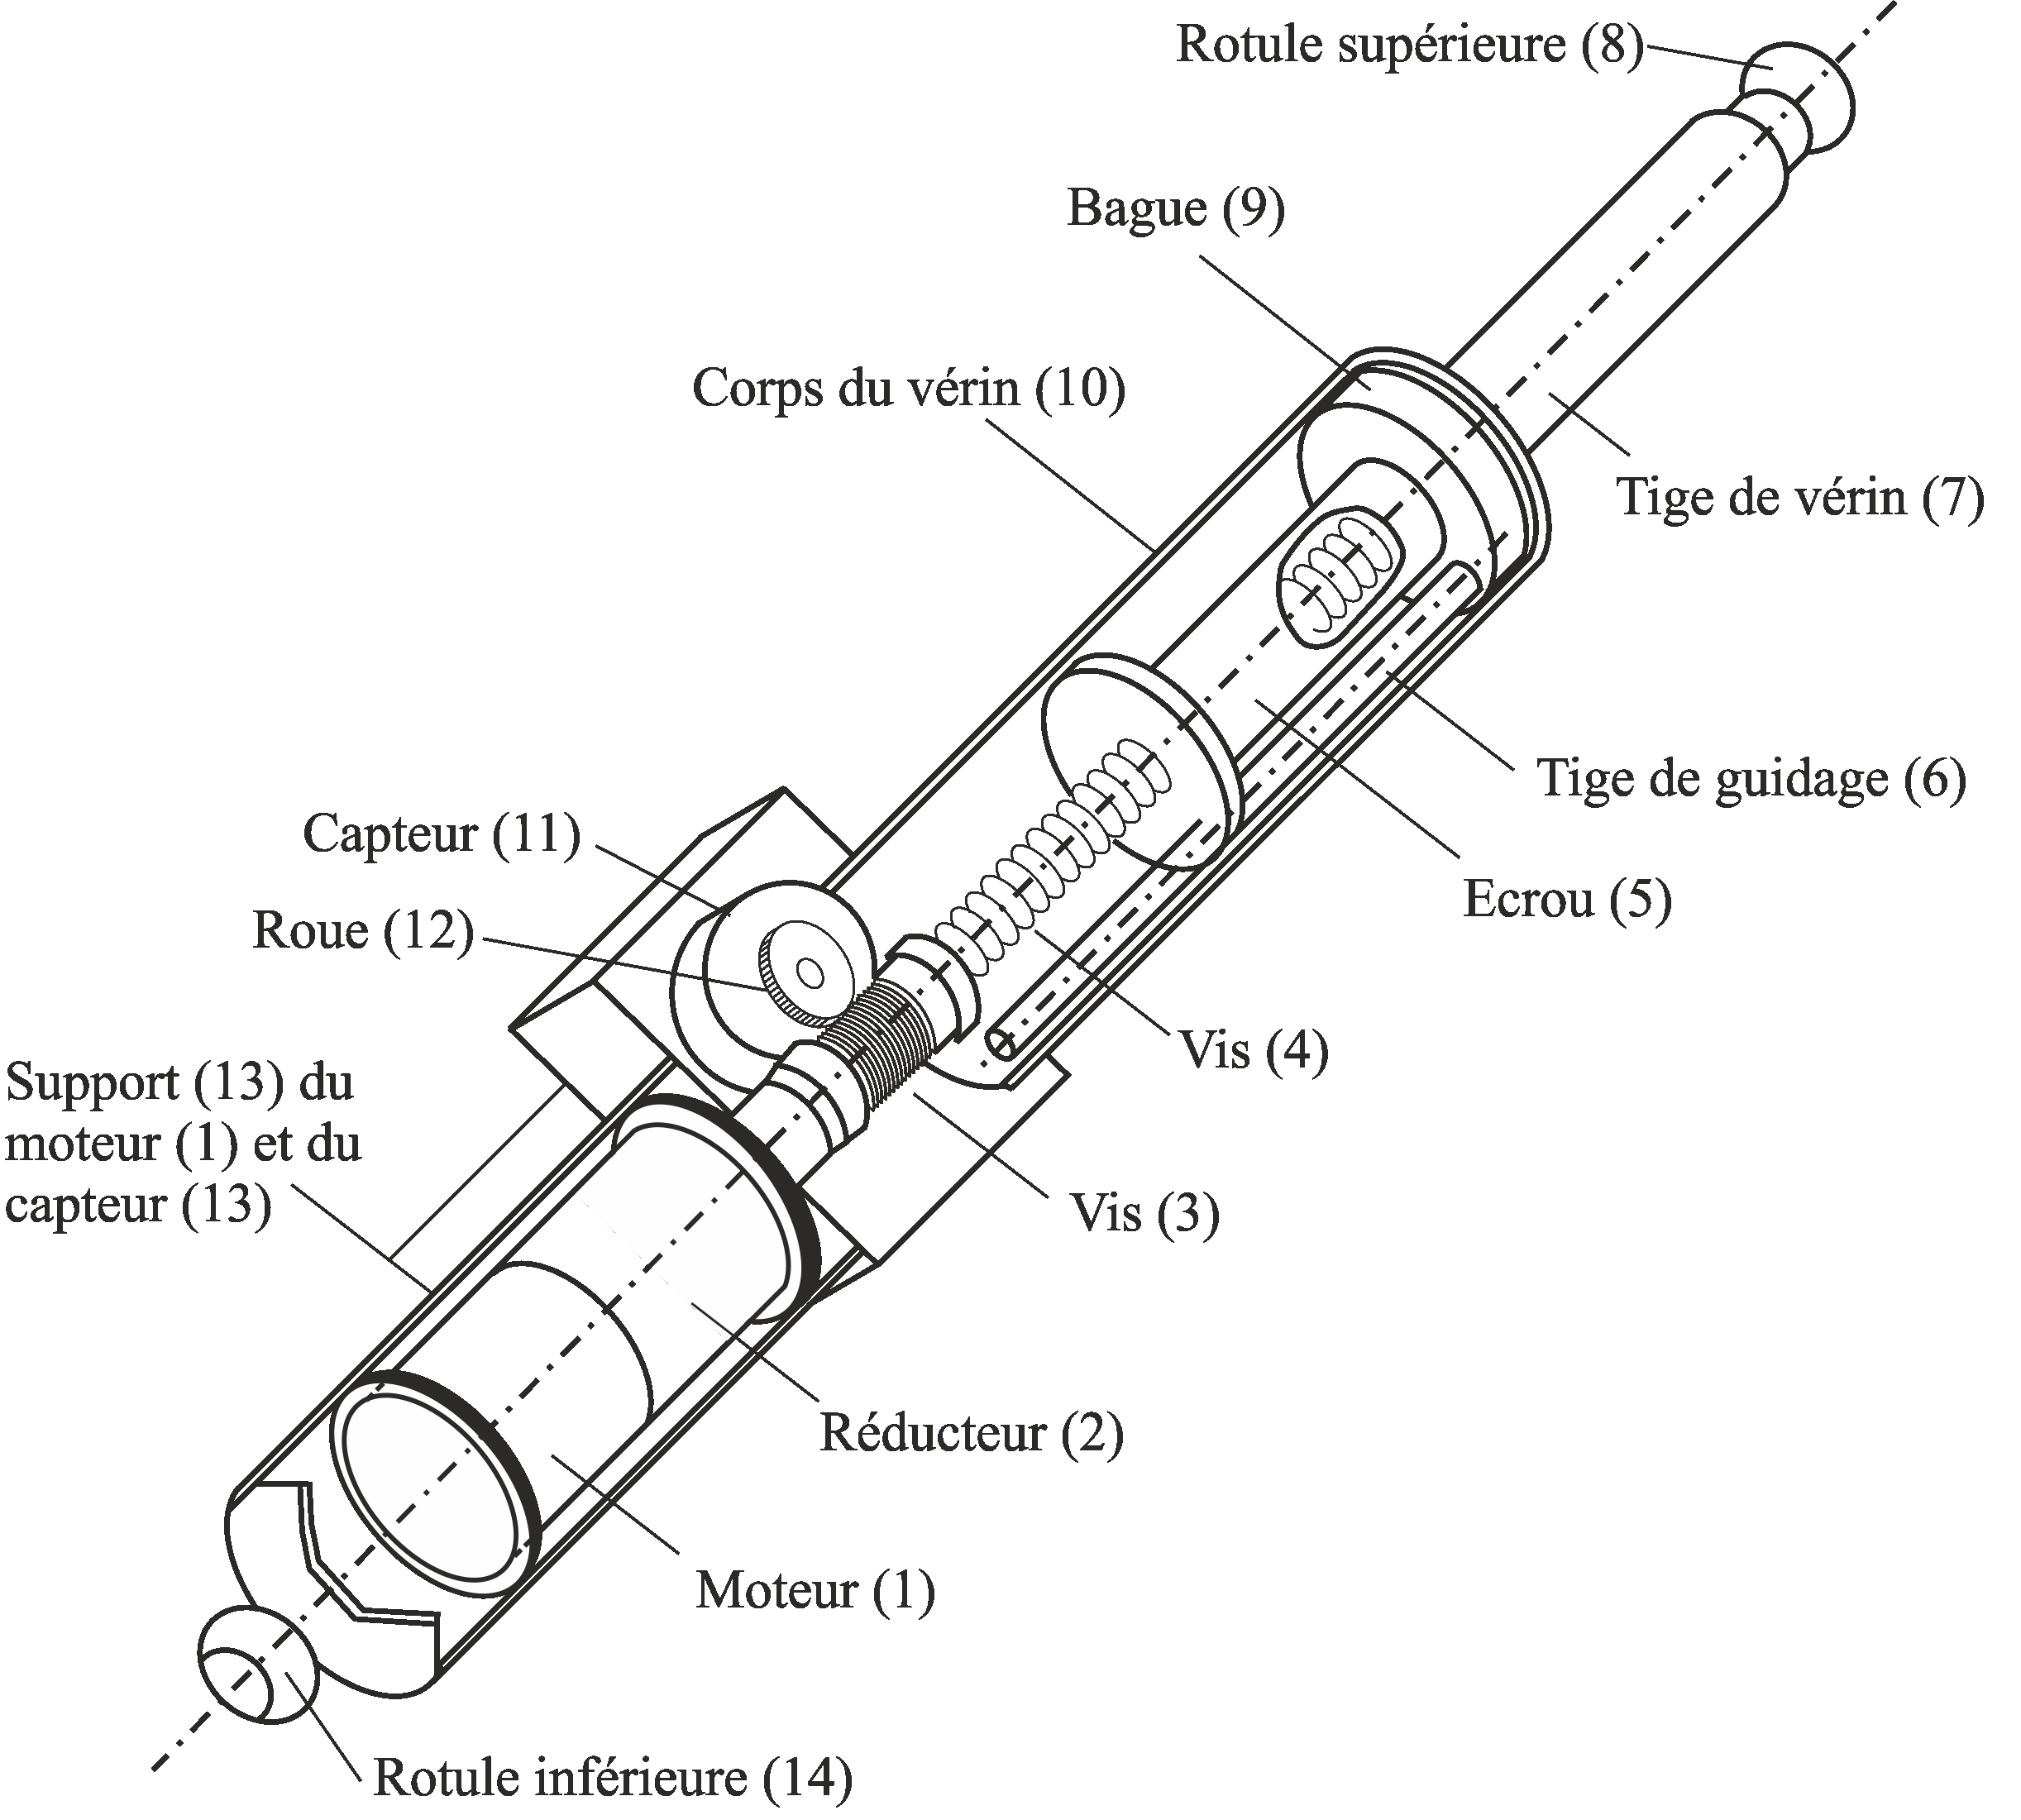 Rotule supérieure (8)
Bague (9)
Corps du vérin (10)
Tige de vérin (7)
Tige de guidage (6)
Capteur (11)
Ecrou (5)
Roue (12)
Vis (4)
Support (13) du
moteur (1) et du
capteur (13)
Vis (3)
Réducteur (2)
Moteur (1)
Rotule inférieure (14)